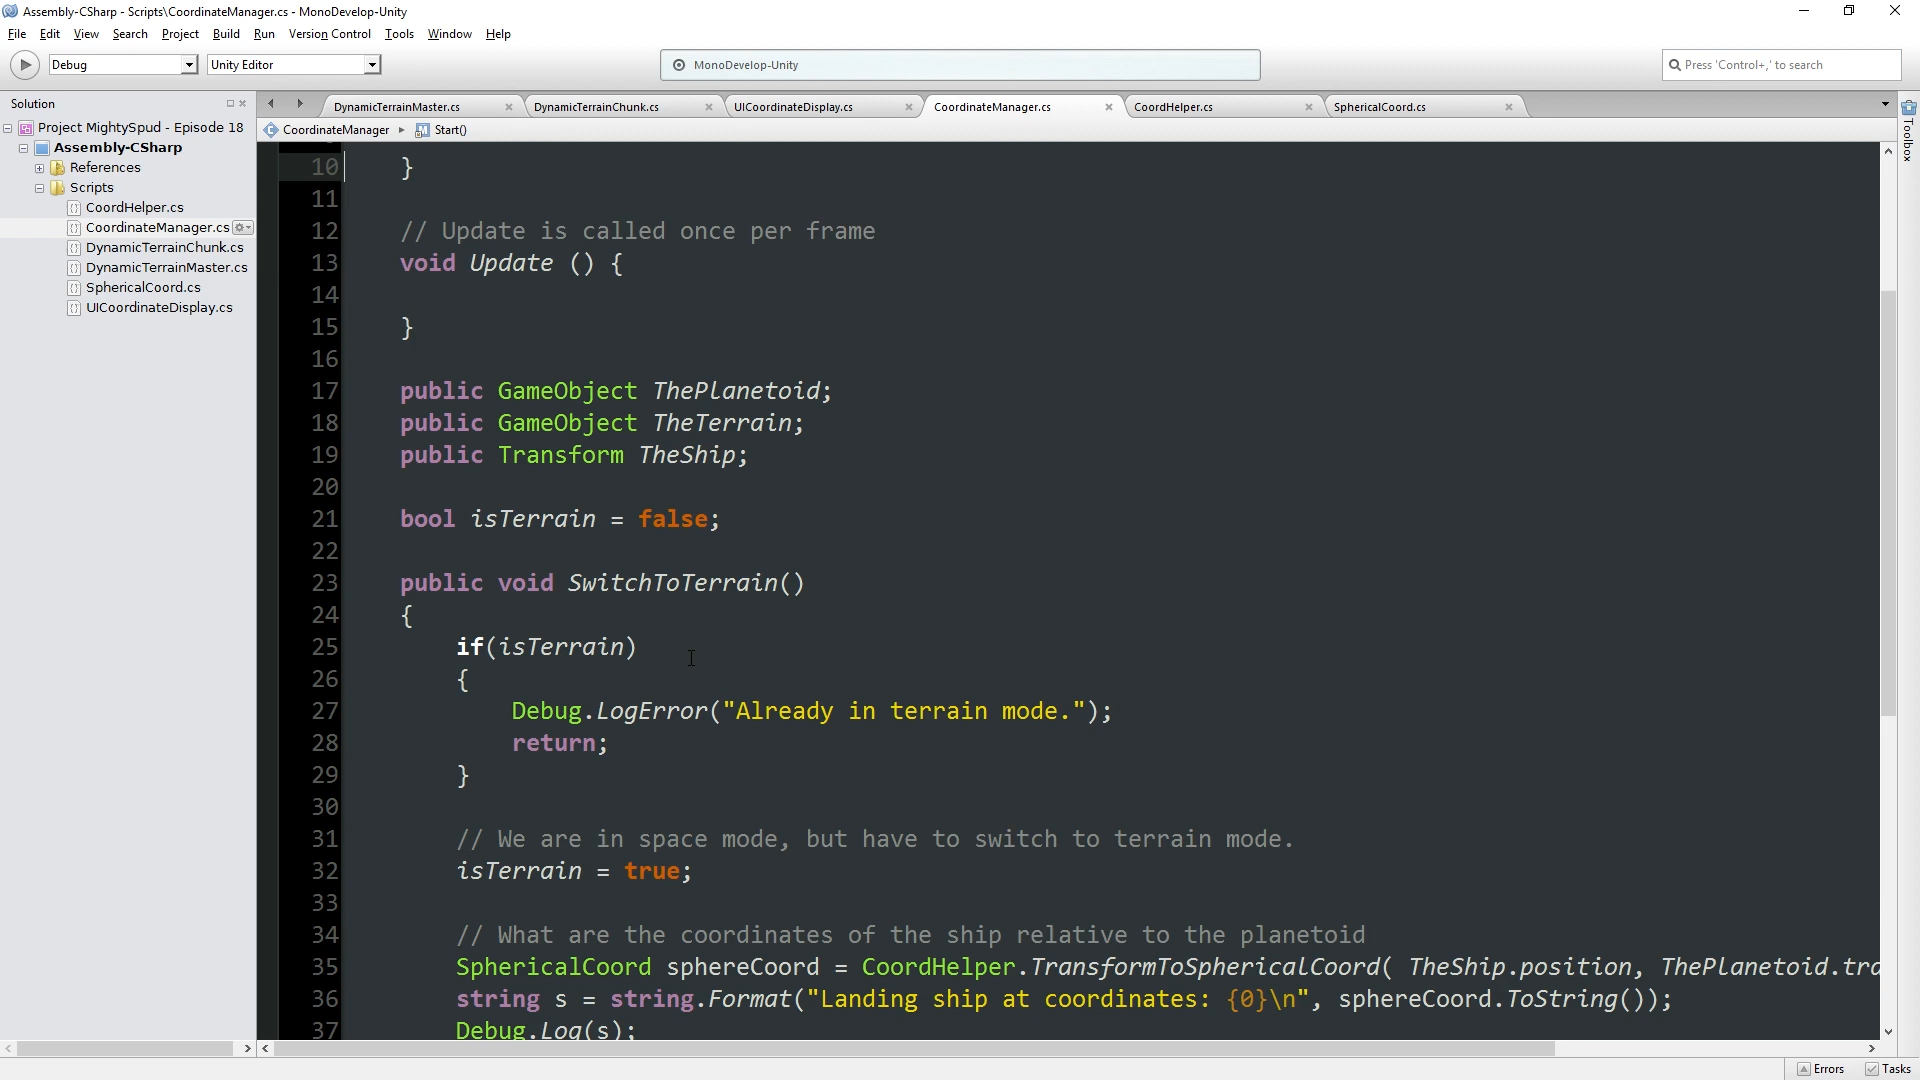 Assembly-CSharp - Scripts\CoordinateManager.cs - MonoDevelop-Unity
File Edit View Search Project Build Run Version Control Tools Window Help
Debug Unity Editor MonoDevelop-Unity Press 'Control+,' to search
Solution DynamicTerrainMaster.cs DynamicTerrainChunk.cs UICoordinateDisplay.cs CoordinateManager.cs CoordHelper.cs SphericalCoord.cs
CoordinateManager Start()
Toolbox
Project MightySpud - Episode 18
Assembly-CSharp
References
Scripts
CoordHelper.cs
CoordinateManager.cs
DynamicTerrainChunk.cs
DynamicTerrainMaster.cs
SphericalCoord.cs
UICoordinateDisplay.cs
10 }
11
12 // Update is called once per frame
13 void Update () {
14
15 }
16
17 public GameObject ThePlanetoid;
18 public GameObject TheTerrain;
19 public Transform TheShip;
20
21 bool isTerrain = false;
22
23 public void SwitchToTerrain()
24 {
25 if(isTerrain)
26 {
27 Debug.LogError("Already in terrain mode.");
28 return;
29 }
30
31 // We are in space mode, but have to switch to terrain mode.
32 isTerrain = true;
33
34 // What are the coordinates of the ship relative to the planetoid
35 SphericalCoord sphereCoord = CoordHelper.TransformToSphericalCoord( TheShip.position, ThePlanetoid.tra
36 string s = string.Format("Landing ship at coordinates: {0}\n", sphereCoord.ToString());
37 Debug.Log(s);
Errors Tasks